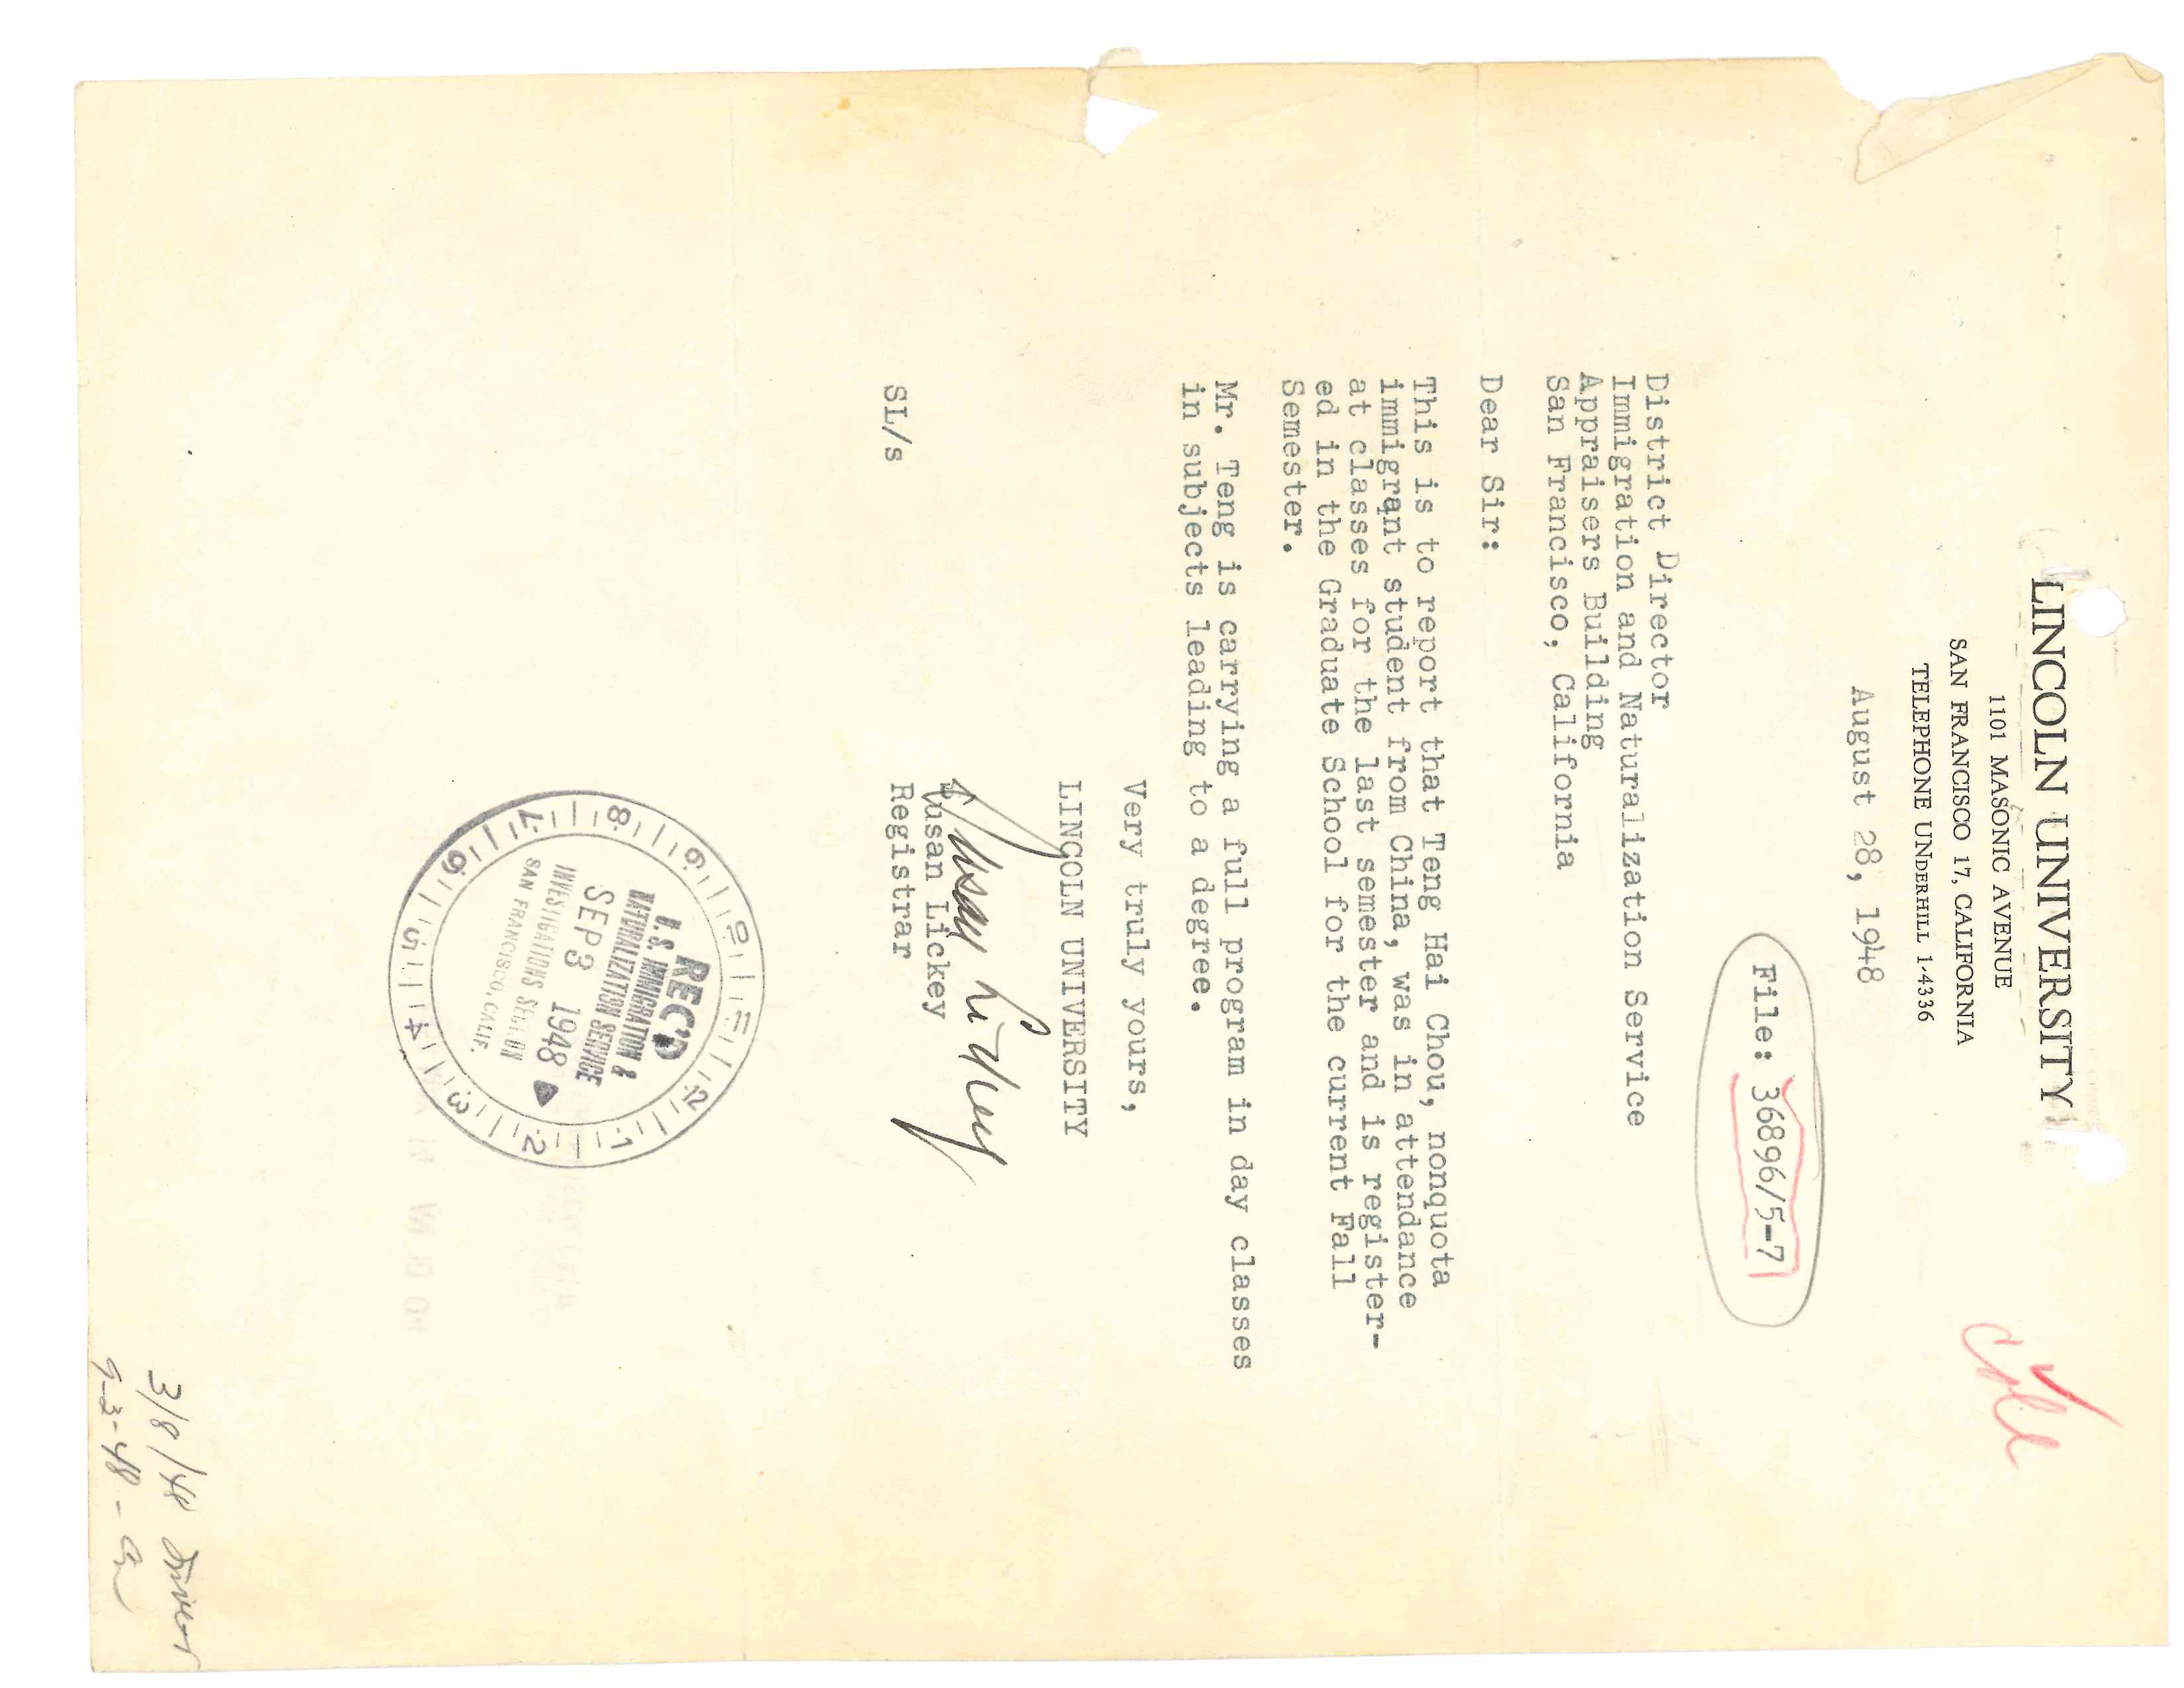 LINCOLN UNIVERSITY
1101 MASONIC AVENUE
SAN FRANCISCO 17, CALIFORNIA
TELEPHONE UNDERHILL 1-4336
August 28, 1948
File: 36896/5-7
District Director
Immigration and Naturalization Service
Appraisers Building
San Francisco, California
Dear Sir:
This is to report that Teng Hai Chou, nonquota
immigrant student from China, was in attendance
at classes for the last semester and is register-
ed in the Graduate School for the current Fall
Semester.
Mr. Teng is carrying a full program in day classes
in subjects leading to a degree.
Very truly yours,
LINCOLN UNIVERSITY
Susan Lickey
Susan Lickey
Registrar
SL/s
REC'D
U. S. IMMIGRATION &
NATURALIZATION SERVICE
SEP 3 1948
INVESTIGATIONS SECTION
SAN FRANCISCO, CALIF.
1 2 3 4 5 6 7 8 9 10 11 12
3/8/48
9-3-48 -